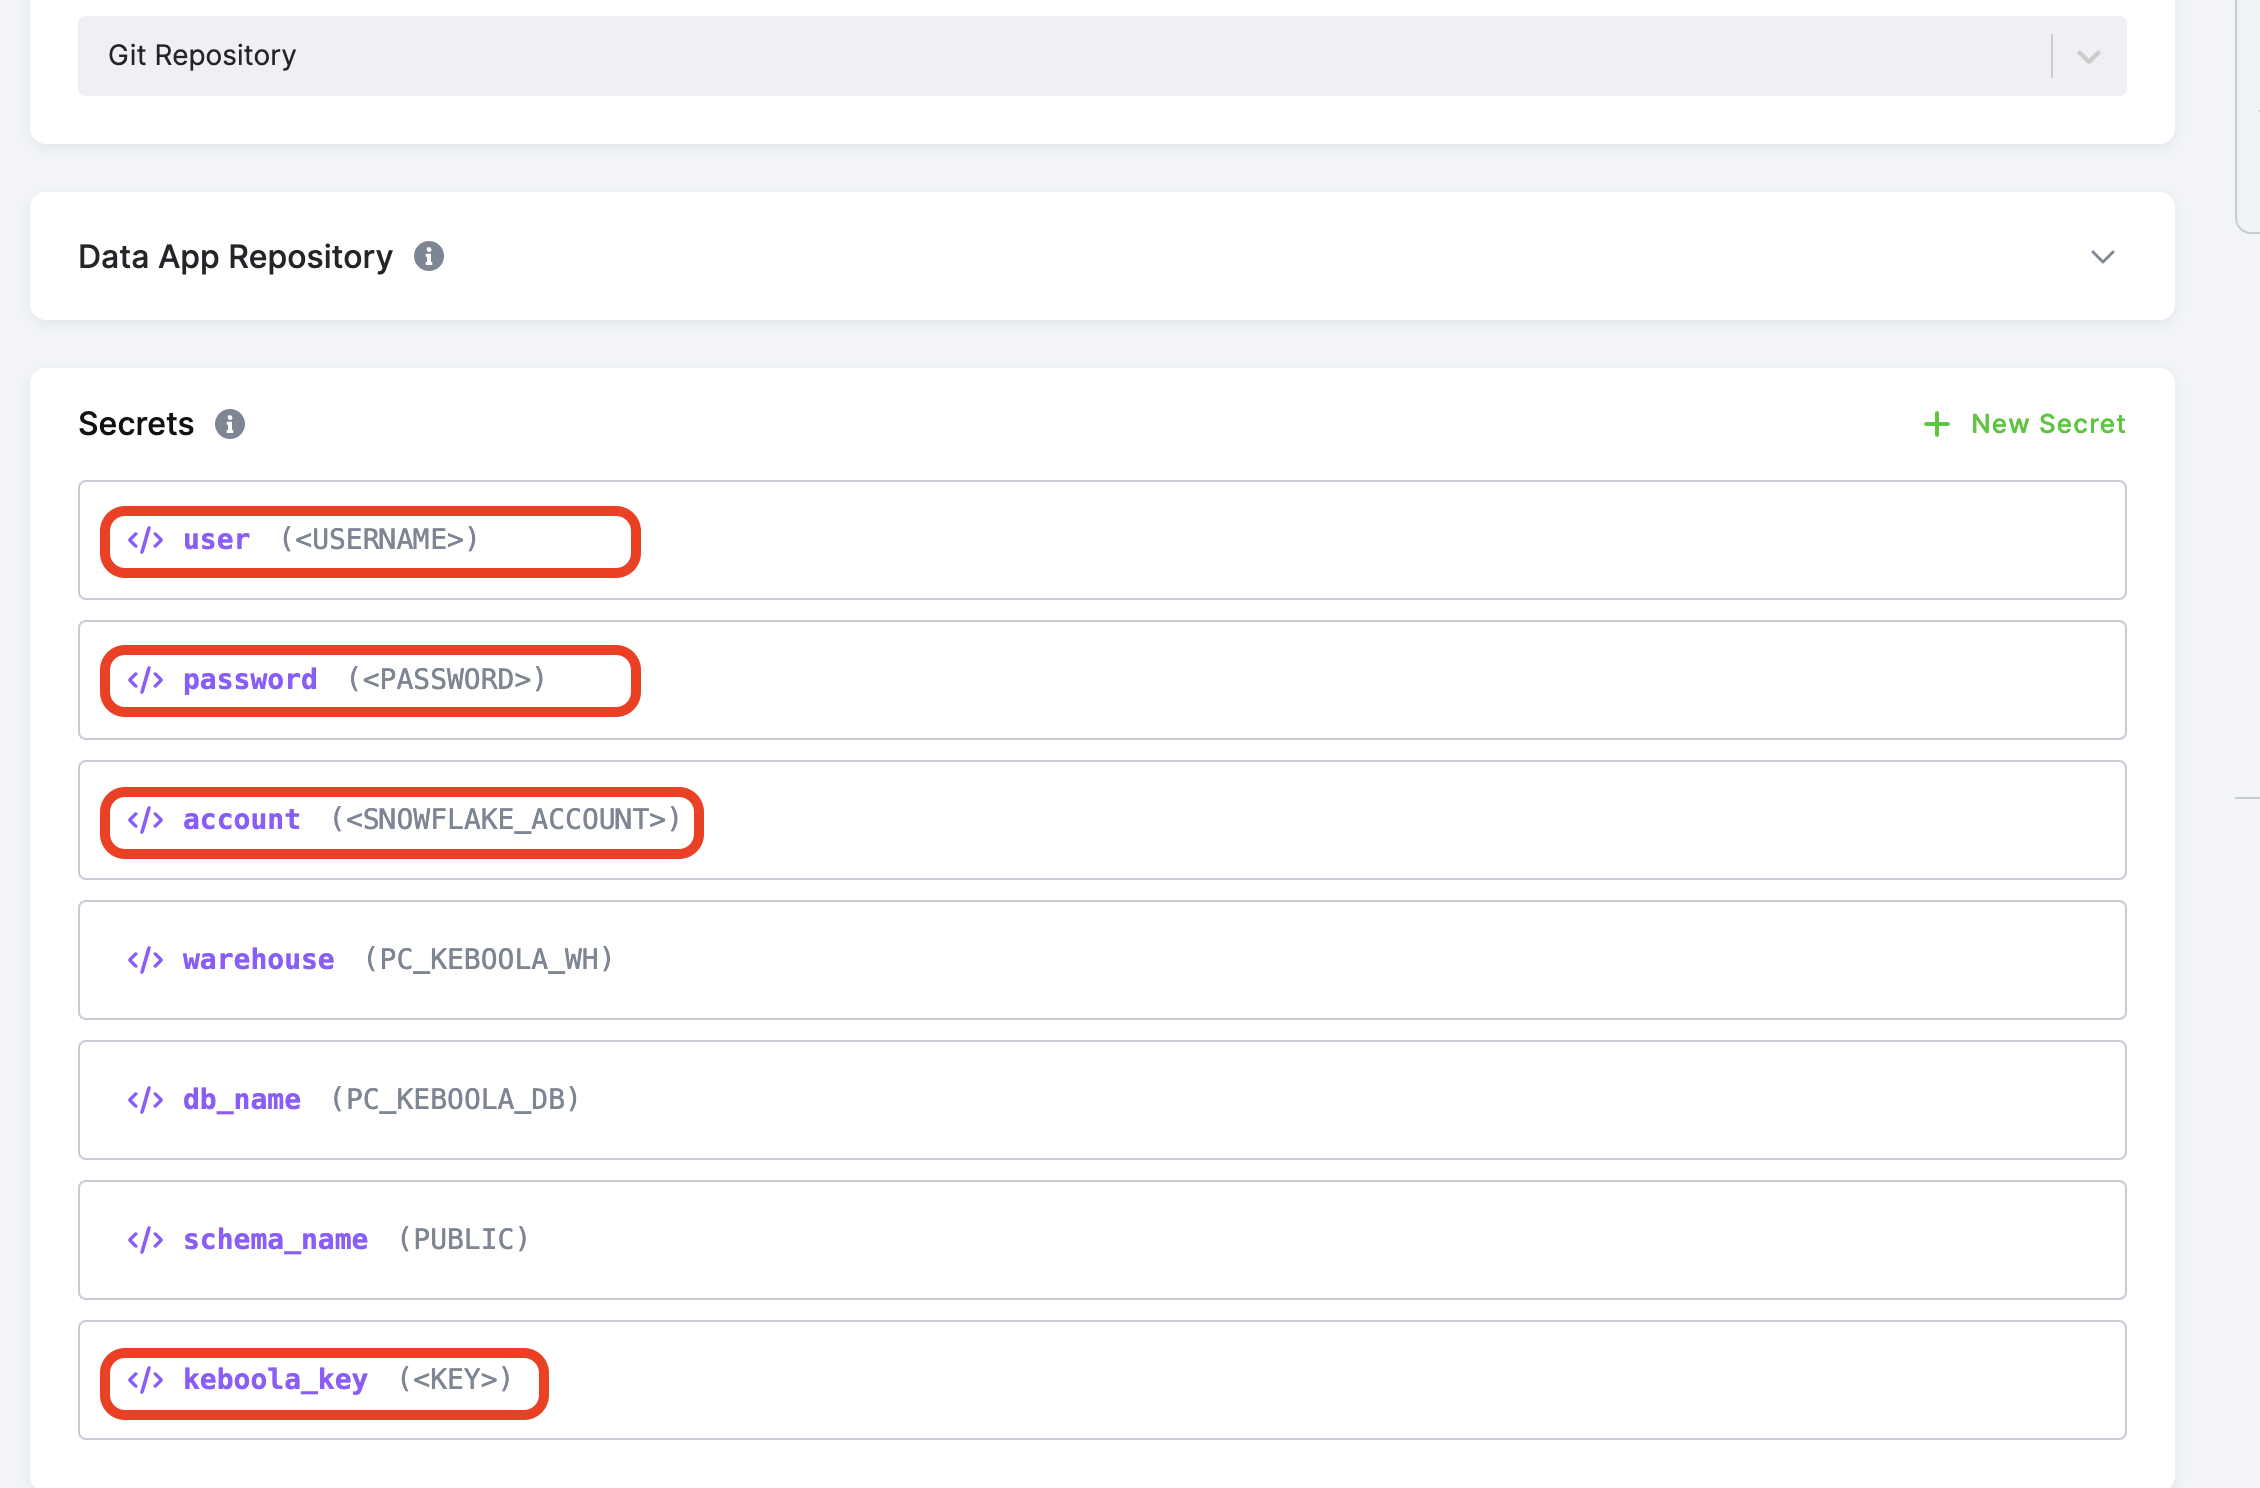 Git Repository
Data App Repository
Secrets
New Secret
</> user (<USERNAME>)
</> password (<PASSWORD>)
</> account (<SNOWFLAKE_ACCOUNT>)
</> warehouse (PC_KEBOOLA_WH)
</> db_name (PC_KEBOOLA_DB)
</> schema_name (PUBLIC)
</> keboola_key (<KEY>)